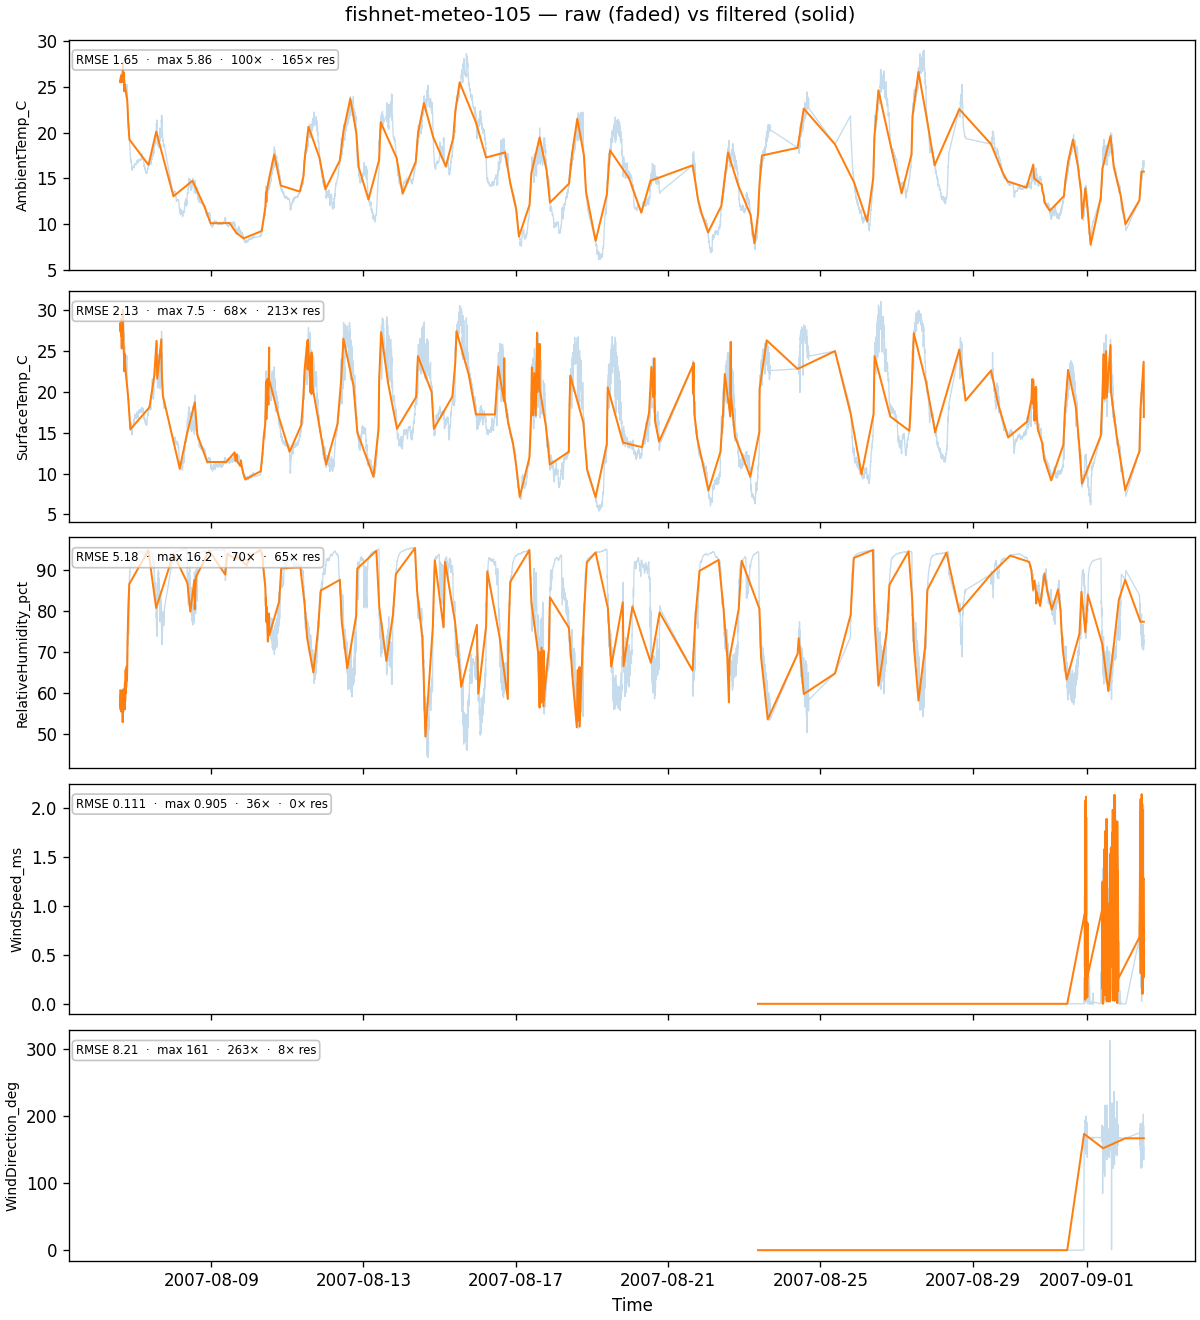 fishnet-meteo-105 — raw (faded) vs filtered (solid)
RMSE 1.65 · max 5.86 · 100× · 165× res
AmbientTemp_C
30
25
20
15
10
5
RMSE 2.13 · max 7.5 · 68× · 213× res
SurfaceTemp_C
30
25
20
15
10
5
RMSE 5.18 · max 16.2 · 70× · 65× res
RelativeHumidity_pct
90
80
70
60
50
RMSE 0.111 · max 0.905 · 36× · 0× res
WindSpeed_ms
2.0
1.5
1.0
0.5
0.0
RMSE 8.21 · max 161 · 263× · 8× res
WindDirection_deg
300
200
100
0
2007-08-09 2007-08-13 2007-08-17 2007-08-21 2007-08-25 2007-08-29 2007-09-01
Time